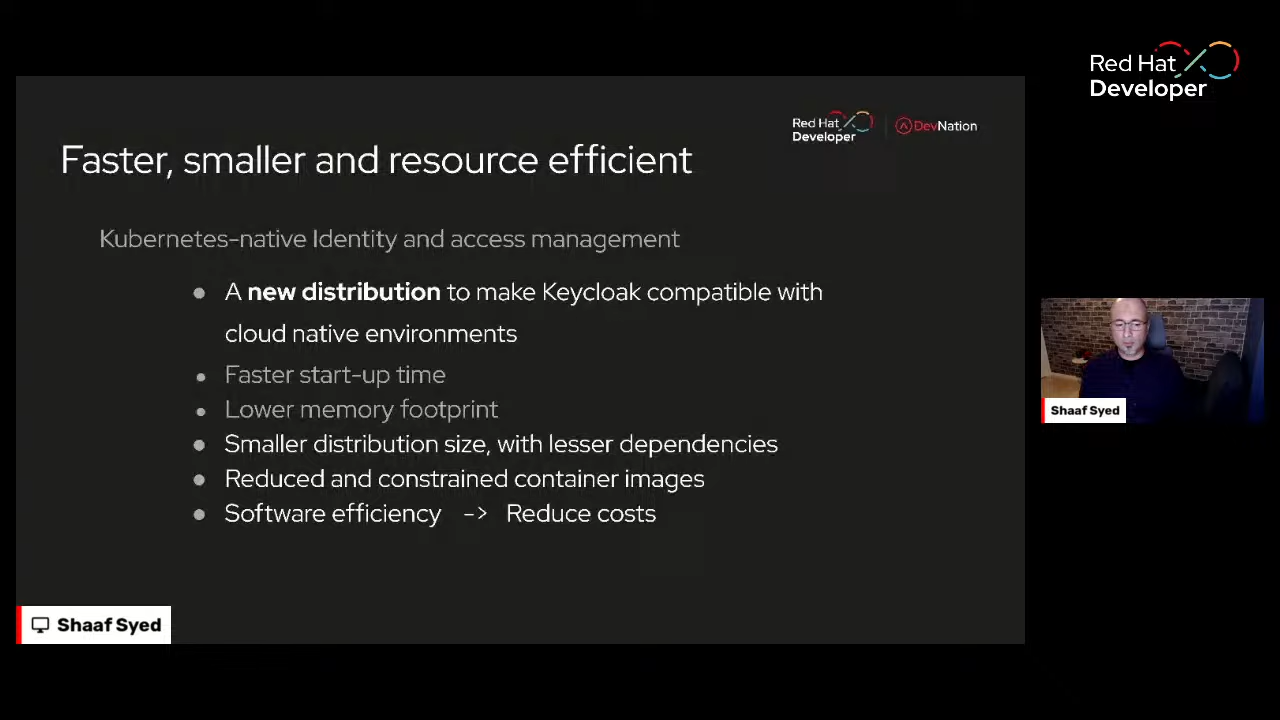 Red Hat
Developer
Red Hat
Developer
DevNation
Faster, smaller and resource efficient
Kubernetes-native Identity and access management
A new distribution to make Keycloak compatible with
cloud native environments
Faster start-up time
Lower memory footprint
Smaller distribution size, with lesser dependencies
Reduced and constrained container images
Software efficiency -> Reduce costs
Shaaf Syed
Shaaf Syed